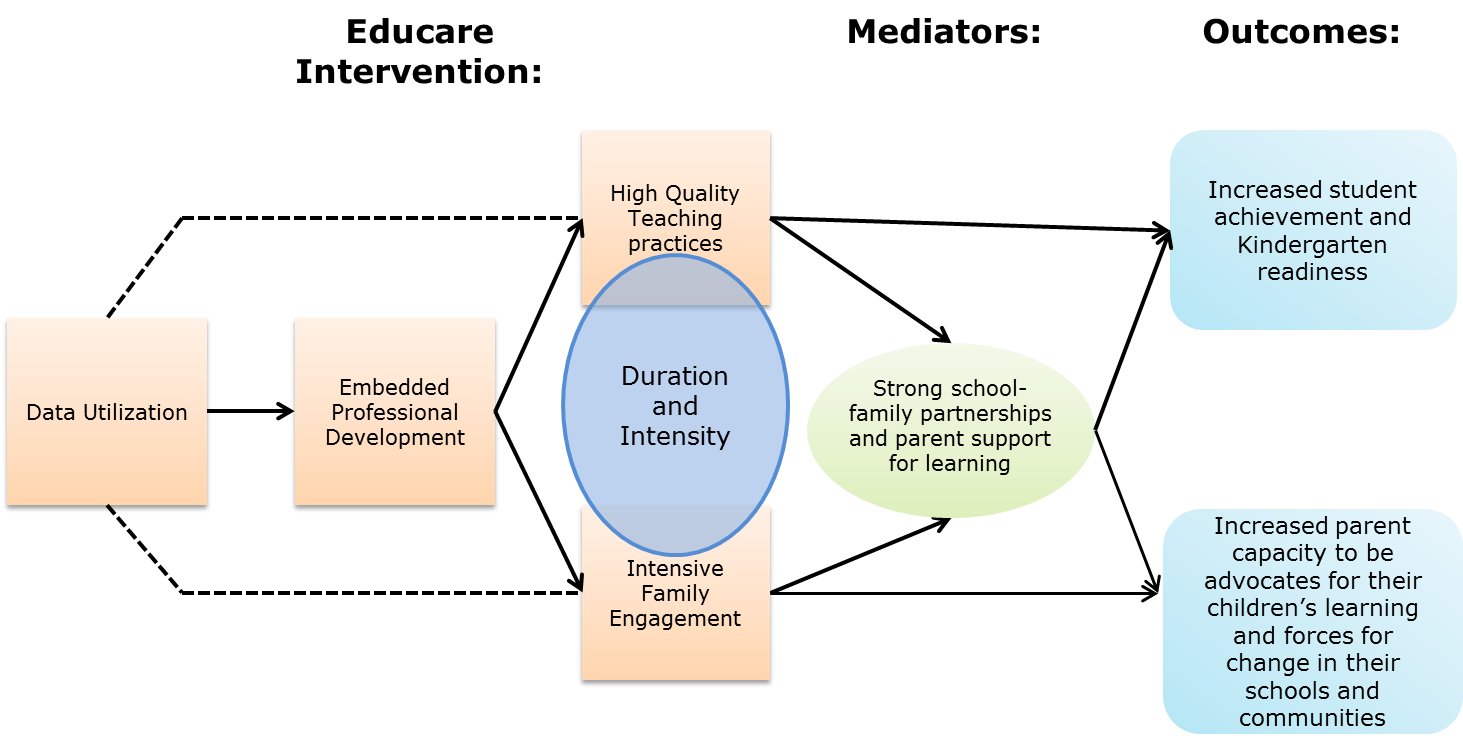 Educare
Intervention:
Mediators:
Outcomes:
High Quality
Teaching
practices
Increased student
achievement and
Kindergarten
readiness
Data Utilization
Embedded
Professional
Development
Duration
and
Intensity
Strong school-
family partnerships
and parent support
for learning
Intensive
Family
Engagement
Increased parent
capacity to be
advocates for their
children’s learning
and forces for
change in their
schools and
communities